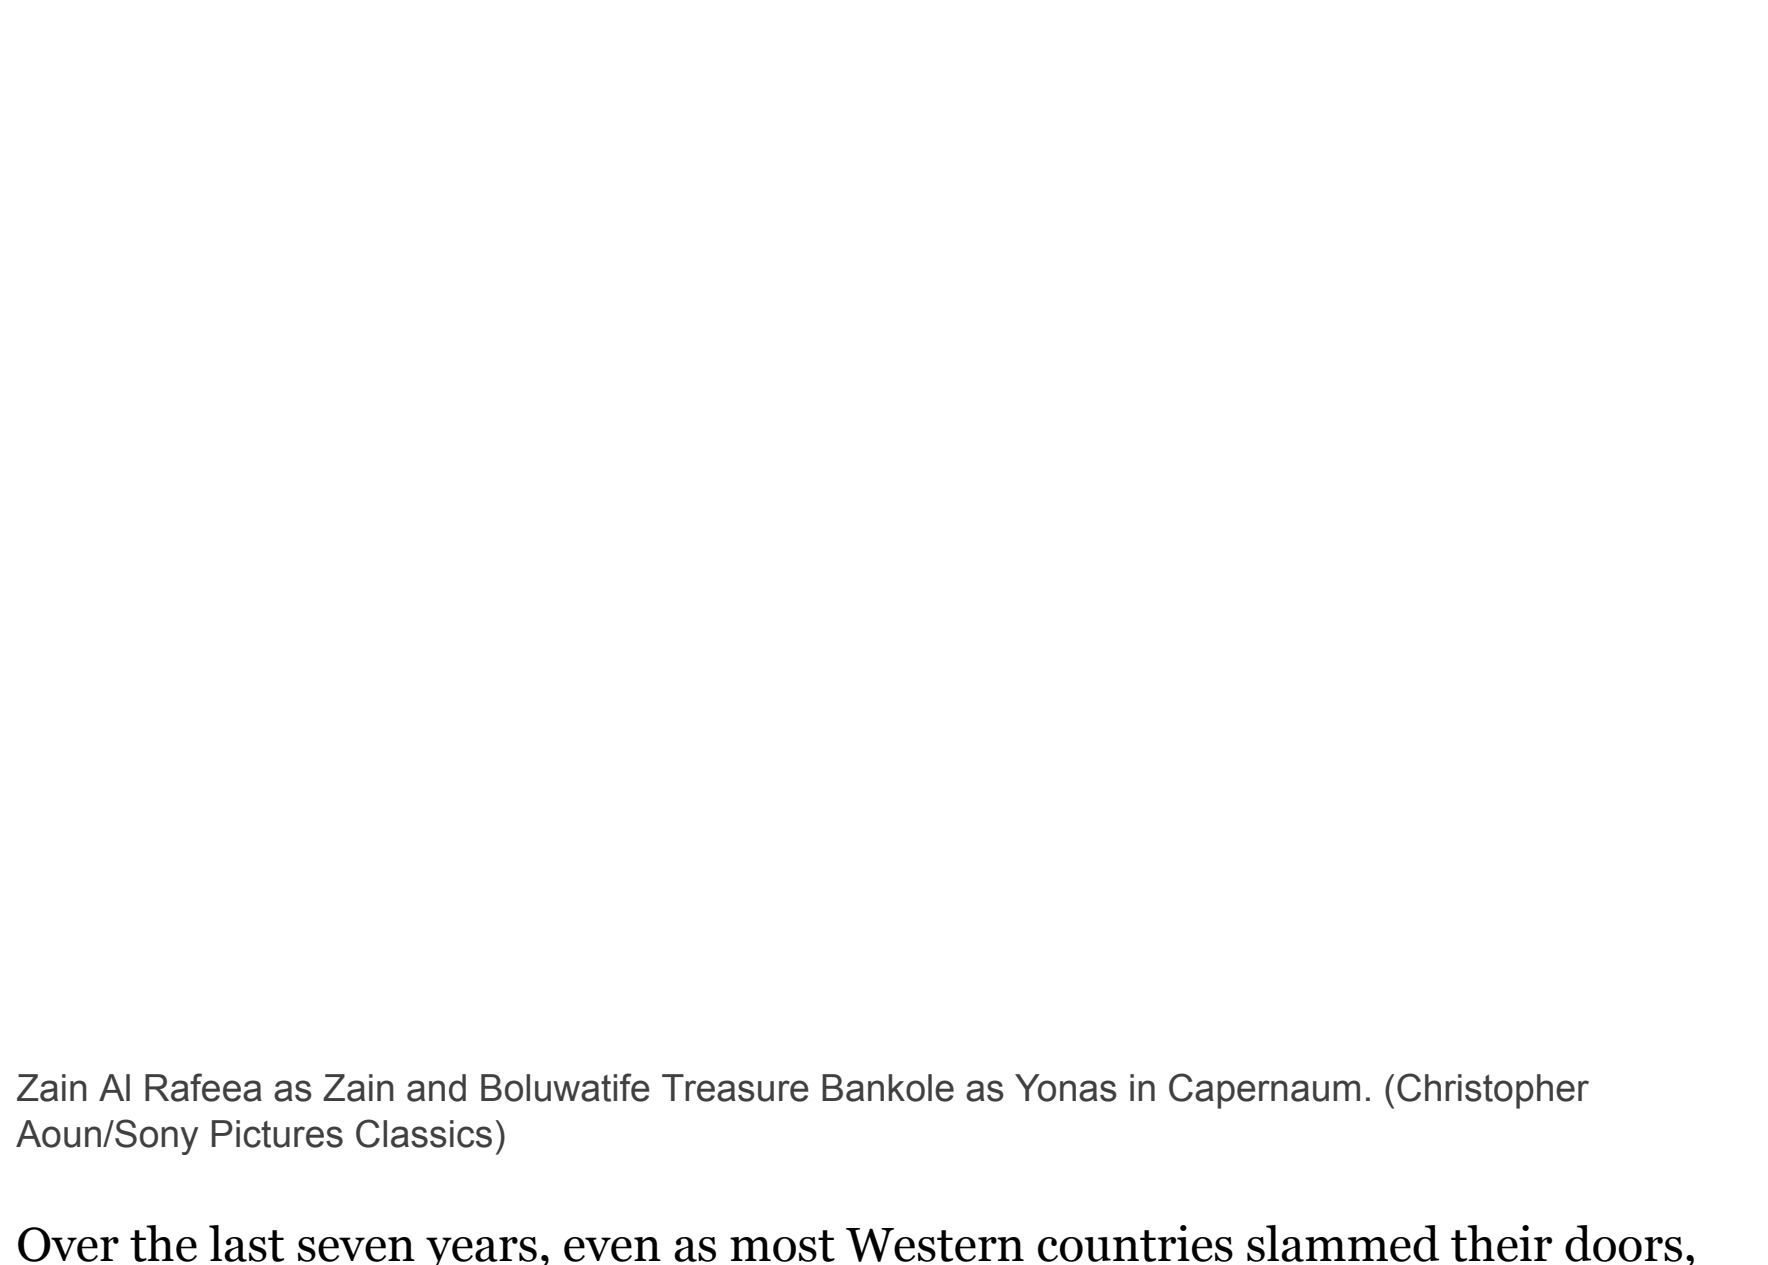 Zain Al Rafeea as Zain and Boluwatife Treasure Bankole as Yonas in Capernaum. (Christopher
Aoun/Sony Pictures Classics)
Over the last seven years, even as most Western countries slammed their doors,